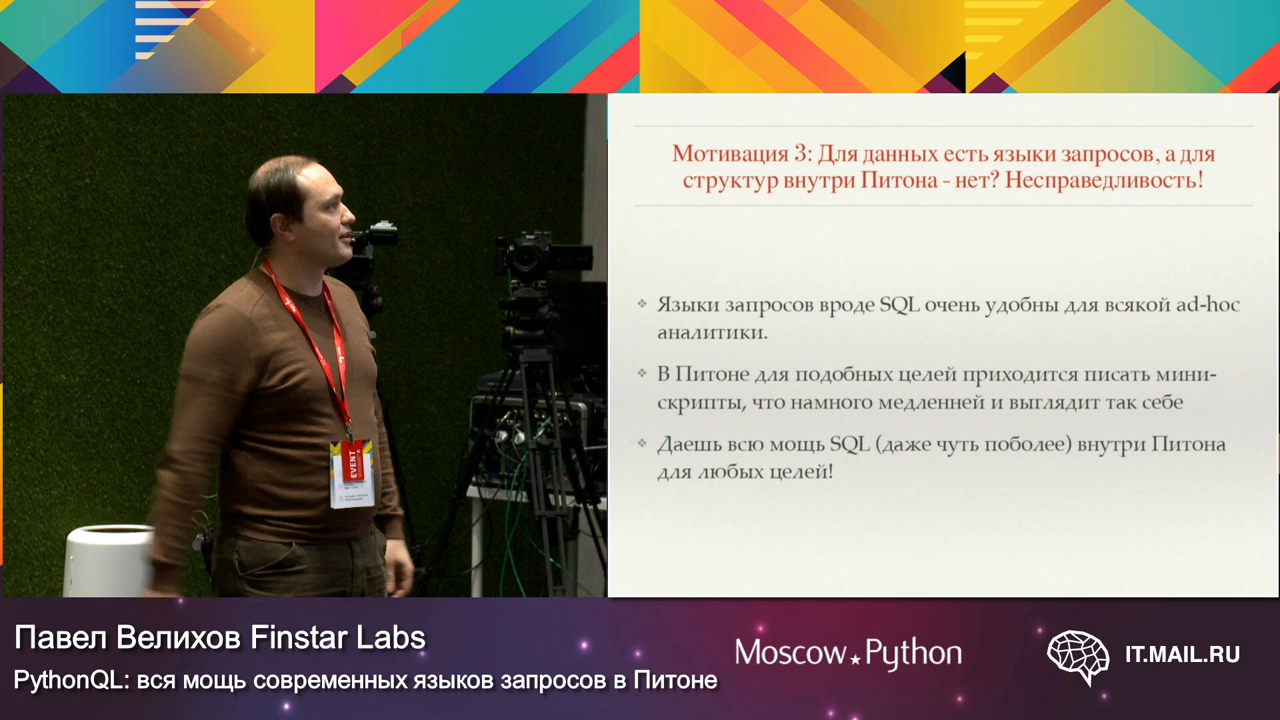 Мотивация 3: Для данных есть языки запросов, а для
структур внутри Питона - нет? Несправедливость!
Языки запросов вроде SQL очень удобны для всякой ad-hoc
аналитики.
В Питоне для подобных целей приходится писать мини-
скрипты, что намного медленней и выглядит так себе
Даешь всю мощь SQL (даже чуть поболее) внутри Питона
для любых целей!
EVENT
Павел Велихов Finstar Labs
PythonQL: вся мощь современных языков запросов в Питоне
Moscow Python
IT.MAIL.RU